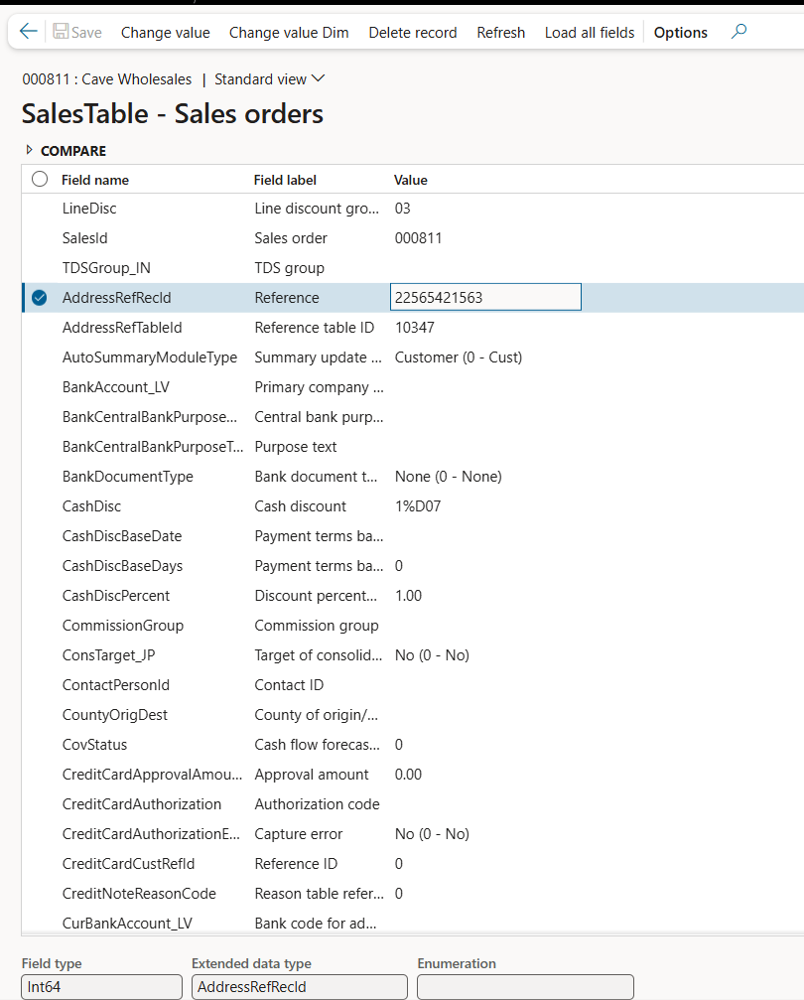 Save Change value Change value Dim Delete record Refresh Load all fields Options
000811 : Cave Wholesales | Standard view
SalesTable - Sales orders
COMPARE
Field name Field label Value
LineDisc Line discount gro... 03
SalesId Sales order 000811
TDSGroup_IN TDS group
AddressRefRecId Reference 22565421563
AddressRefTableId Reference table ID 10347
AutoSummaryModuleType Summary update ... Customer (0 - Cust)
BankAccount_LV Primary company ...
BankCentralBankPurpose... Central bank purp...
BankCentralBankPurposeT... Purpose text
BankDocumentType Bank document t... None (0 - None)
CashDisc Cash discount 1%D07
CashDiscBaseDate Payment terms ba...
CashDiscBaseDays Payment terms ba... 0
CashDiscPercent Discount percent... 1.00
CommissionGroup Commission group
ConsTarget_JP Target of consolid... No (0 - No)
ContactPersonId Contact ID
CountyOrigDest County of origin/...
CovStatus Cash flow forecas... 0
CreditCardApprovalAmou... Approval amount 0.00
CreditCardAuthorization Authorization code
CreditCardAuthorizationE... Capture error No (0 - No)
CreditCardCustRefId Reference ID 0
CreditNoteReasonCode Reason table refer... 0
CurBankAccount_LV Bank code for ad...
Field type Extended data type Enumeration
Int64 AddressRefRecId